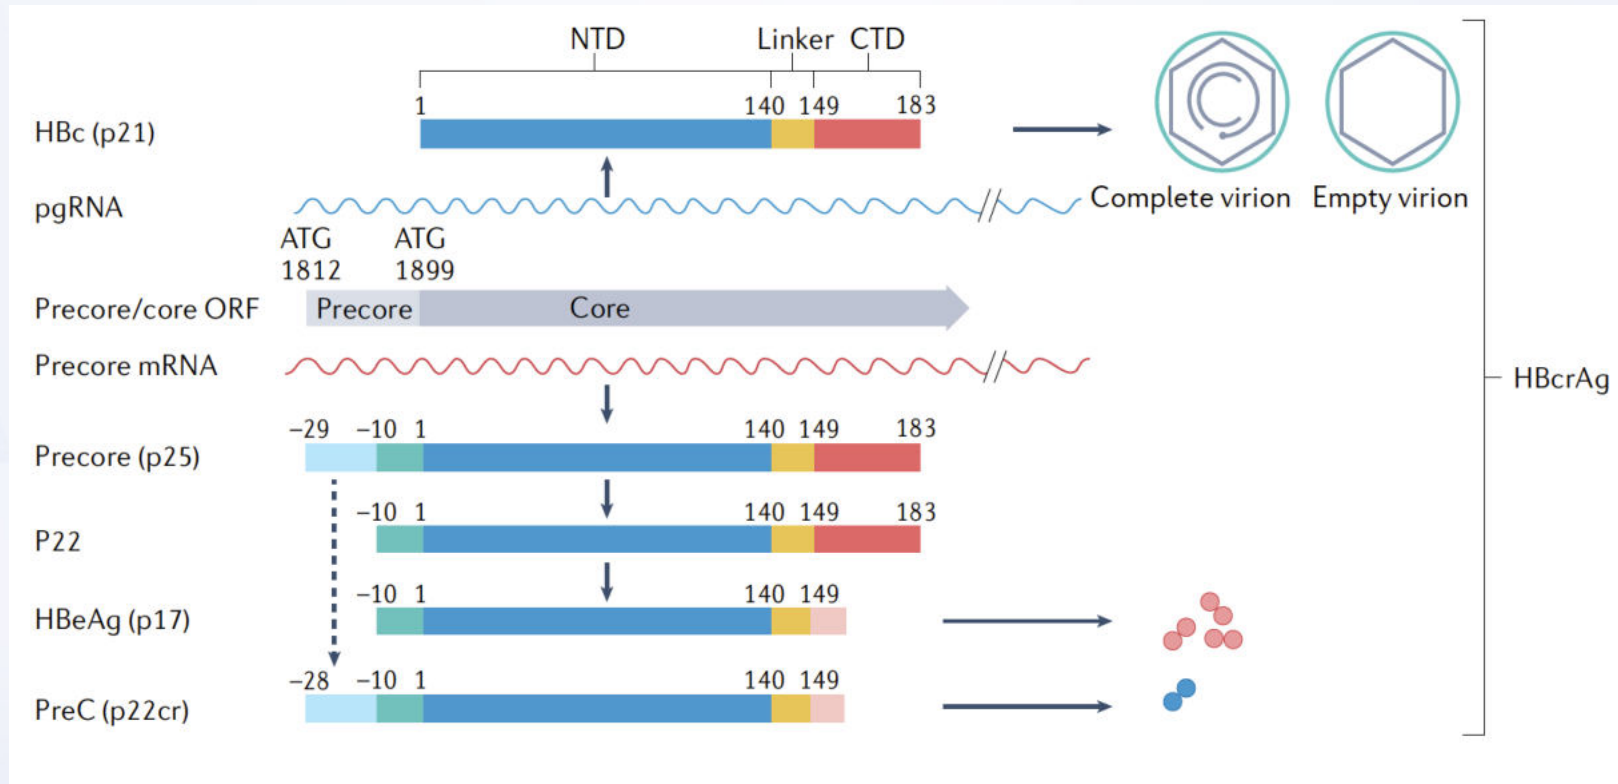 NTD Linker CTD
1 140 149 183
HBc (p21)
pgRNA
Complete virion Empty virion
ATG ATG
1812 1899
Precore/core ORF Precore Core
Precore mRNA
HBcrAg
−29 −10 1 140 149 183
Precore (p25)
−10 1 140 149 183
P22
−10 1 140 149
HBeAg (p17)
−28 −10 1 140 149
PreC (p22cr)